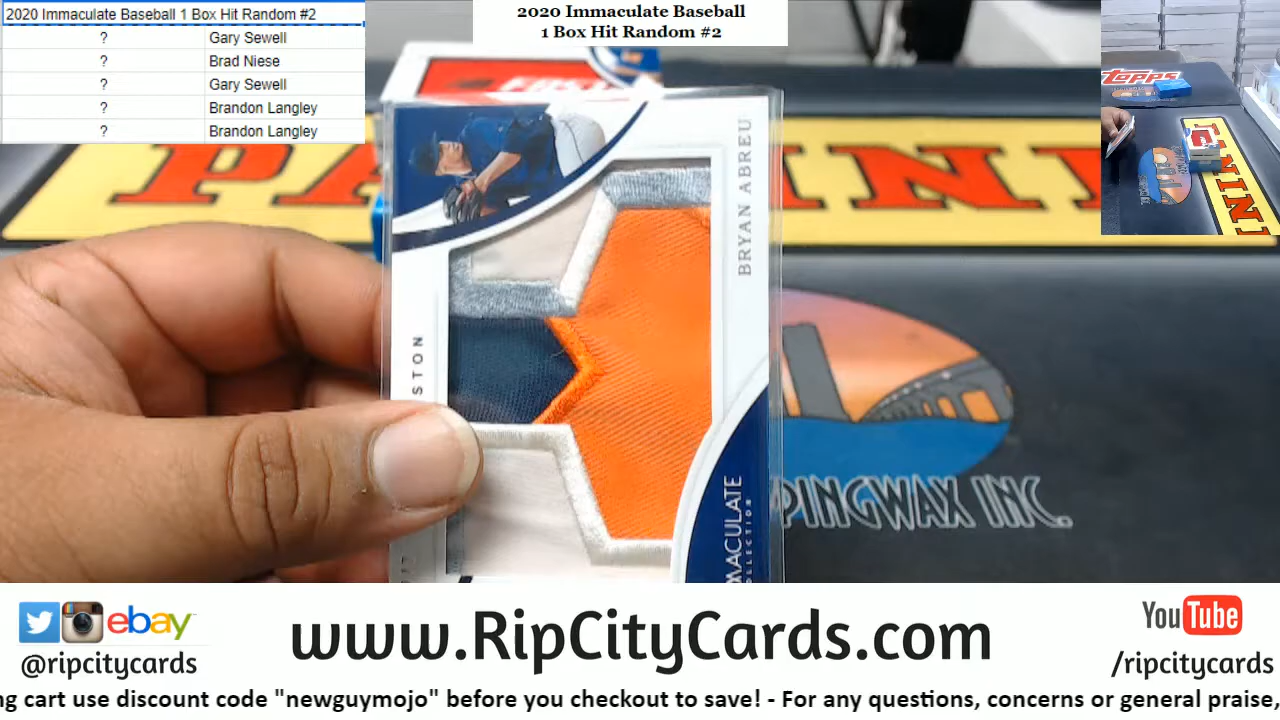 2020 Immaculate Baseball 1 Box Hit Random #2
? Gary Sewell
? Brad Niese
? Gary Sewell
? Brandon Langley
? Brandon Langley
2020 Immaculate Baseball
1 Box Hit Random #2
Topps
BRYAN ABREU
STON
MACULATE
COLLECTION
PANINI
PINGWAX INC.
ebay
@ripcitycards
www.RipCityCards.com
YouTube
/ripcitycards
ng cart use discount code "newguymojo" before you checkout to save! - For any questions, concerns or general praise,